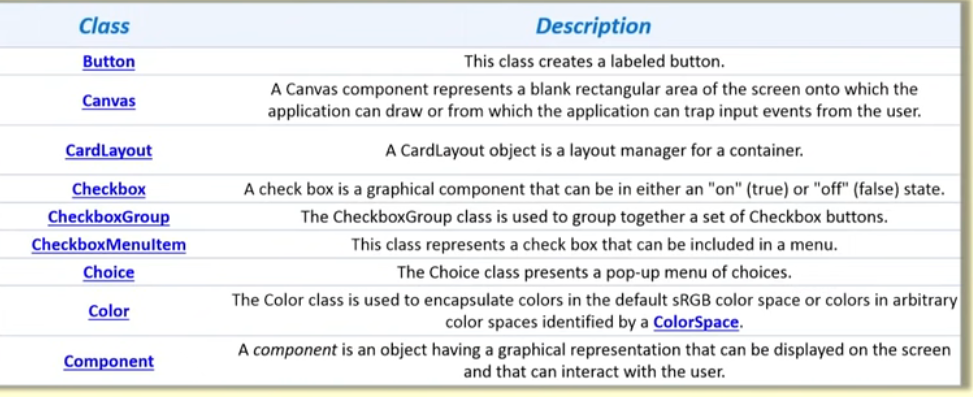 Class Description
Button This class creates a labeled button.
Canvas A Canvas component represents a blank rectangular area of the screen onto which the
application can draw or from which the application can trap input events from the user.
CardLayout A CardLayout object is a layout manager for a container.
Checkbox A check box is a graphical component that can be in either an "on" (true) or "off" (false) state.
CheckboxGroup The CheckboxGroup class is used to group together a set of Checkbox buttons.
CheckboxMenuItem This class represents a check box that can be included in a menu.
Choice The Choice class presents a pop-up menu of choices.
Color The Color class is used to encapsulate colors in the default sRGB color space or colors in arbitrary
color spaces identified by a ColorSpace.
Component A component is an object having a graphical representation that can be displayed on the screen
and that can interact with the user.